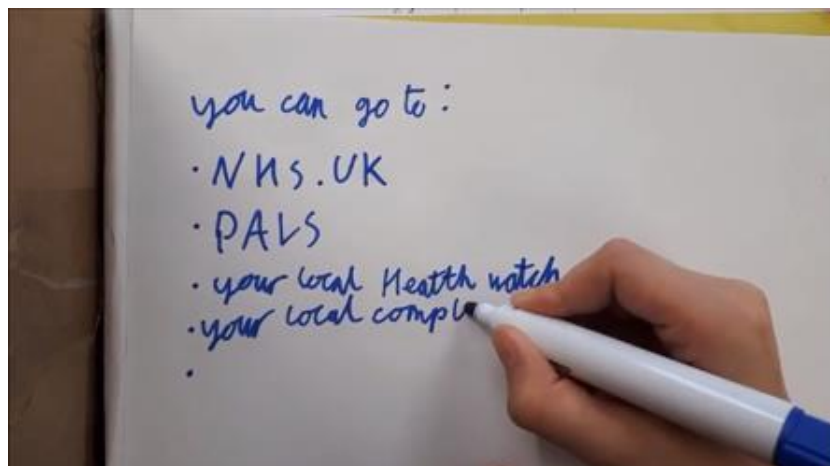 you can go to:
· NHS.UK
· PALS
· your local Health watch
· your local compl
·